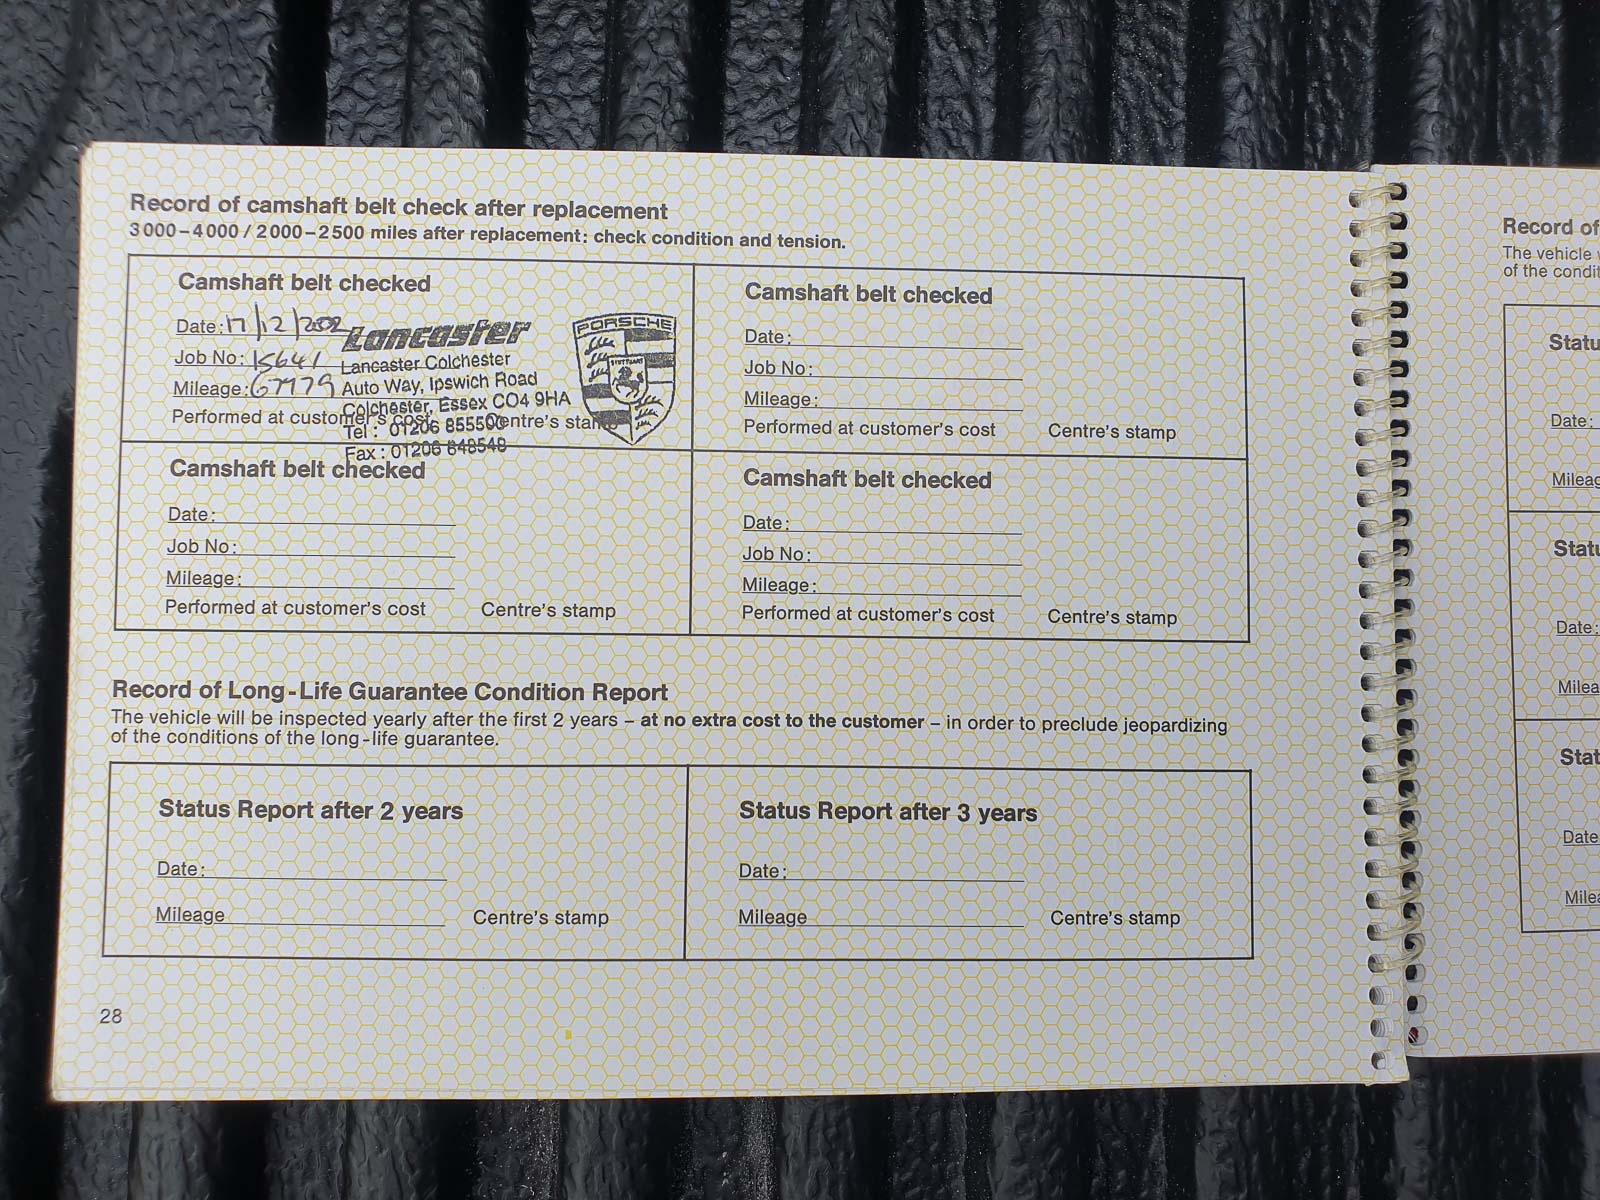 Record of camshaft belt check after replacement
3000–4000 / 2000–2500 miles after replacement: check condition and tension.
Camshaft belt checked
Date: 17/12/2002
Job No: 15641
Mileage: 67779
Performed at customer's cost Centre's stamp
Lancaster
Lancaster Colchester
Auto Way, Ipswich Road
Colchester, Essex CO4 9HA
Tel : 01206 855500
Fax : 01206 848548
PORSCHE
STUTTGART
Camshaft belt checked
Date:
Job No:
Mileage:
Performed at customer's cost Centre's stamp
Camshaft belt checked
Date:
Job No:
Mileage:
Performed at customer's cost Centre's stamp
Camshaft belt checked
Date:
Job No:
Mileage:
Performed at customer's cost Centre's stamp
Record of Long-Life Guarantee Condition Report
The vehicle will be inspected yearly after the first 2 years – at no extra cost to the customer – in order to preclude jeopardizing
of the conditions of the long-life guarantee.
Status Report after 2 years
Date:
Mileage Centre's stamp
Status Report after 3 years
Date:
Mileage Centre's stamp
28
Record of
The vehicle
of the condit
Statu
Date:
Mileag
Statu
Date:
Milea
Stat
Date
Milea